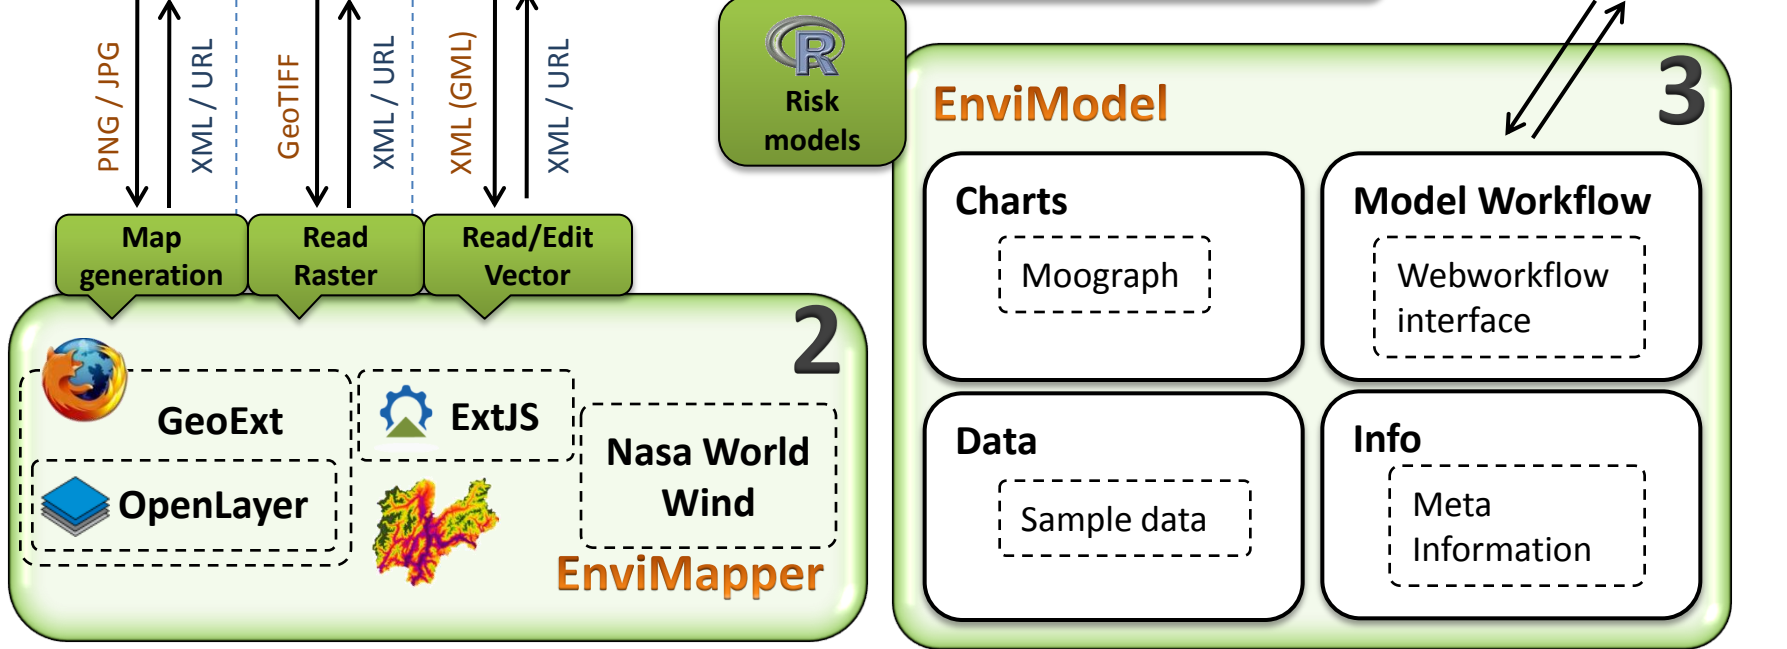 PNG / JPG
XML / URL
GeoTIFF
XML / URL
XML (GML)
XML / URL
Map
generation
Read
Raster
Read/Edit
Vector
2
GeoExt
OpenLayer
ExtJS
Nasa World
Wind
EnviMapper
R
Risk
models
EnviModel
3
Charts
Moograph
Model Workflow
Webworkflow
interface
Data
Sample data
Info
Meta
Information